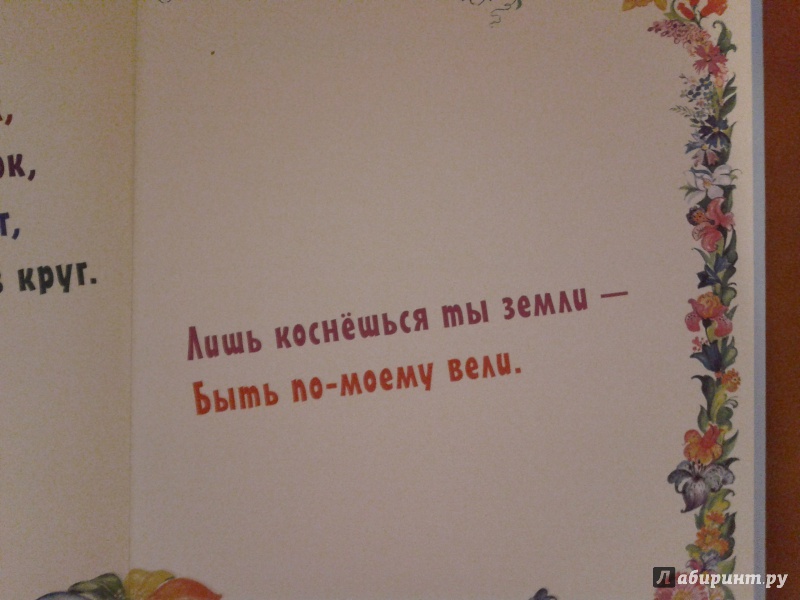 круг.
Лишь коснёшься ты земли —
Быть по-моему вели.
Лабиринт.ру